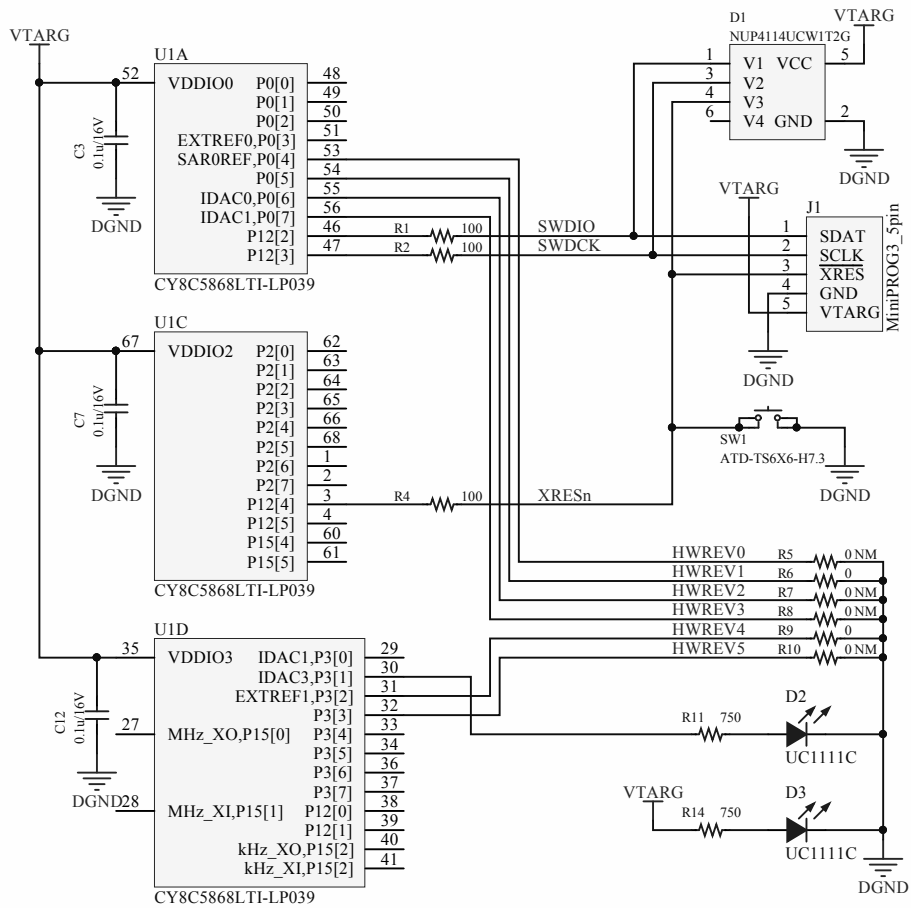 VTARG
U1A
52 VDDIO0
P0[0] 48
P0[1] 49
P0[2] 50
EXTREF0,P0[3] 51
SAR0REF,P0[4] 53
P0[5] 54
IDAC0,P0[6] 55
IDAC1,P0[7] 56
P12[2] 46
P12[3] 47
CY8C5868LTI-LP039
C3
0.1u/16V
DGND
R1 100 SWDIO
R2 100 SWDCK
D1
NUP4114UCW1T2G
VTARG
1 V1 VCC 5
3 V2
4 V3
6 V4 GND 2
DGND
VTARG
J1
1 SDAT
2 SCLK
3 XRES
4 GND
5 VTARG
MiniPROG3_5pin
DGND
U1C
67 VDDIO2
P2[0] 62
P2[1] 63
P2[2] 64
P2[3] 65
P2[4] 66
P2[5] 68
P2[6] 1
P2[7] 2
P12[4] 3
P12[5] 4
P15[4] 60
P15[5] 61
CY8C5868LTI-LP039
C7
0.1u/16V
DGND
R4 100 XRESn
SW1
ATD-TS6X6-H7.3
DGND
HWREV0 R5 0 NM
HWREV1 R6 0
HWREV2 R7 0 NM
HWREV3 R8 0 NM
HWREV4 R9 0
HWREV5 R10 0 NM
U1D
35 VDDIO3
27 MHz_XO,P15[0]
28 MHz_XI,P15[1]
IDAC1,P3[0] 29
IDAC3,P3[1] 30
EXTREF1,P3[2] 31
P3[3] 32
P3[4] 33
P3[5] 34
P3[6] 36
P3[7] 37
P12[0] 38
P12[1] 39
kHz_XO,P15[2] 40
kHz_XI,P15[2] 41
CY8C5868LTI-LP039
C12
0.1u/16V
DGND
R11 750
D2
UC1111C
VTARG
R14 750
D3
UC1111C
DGND